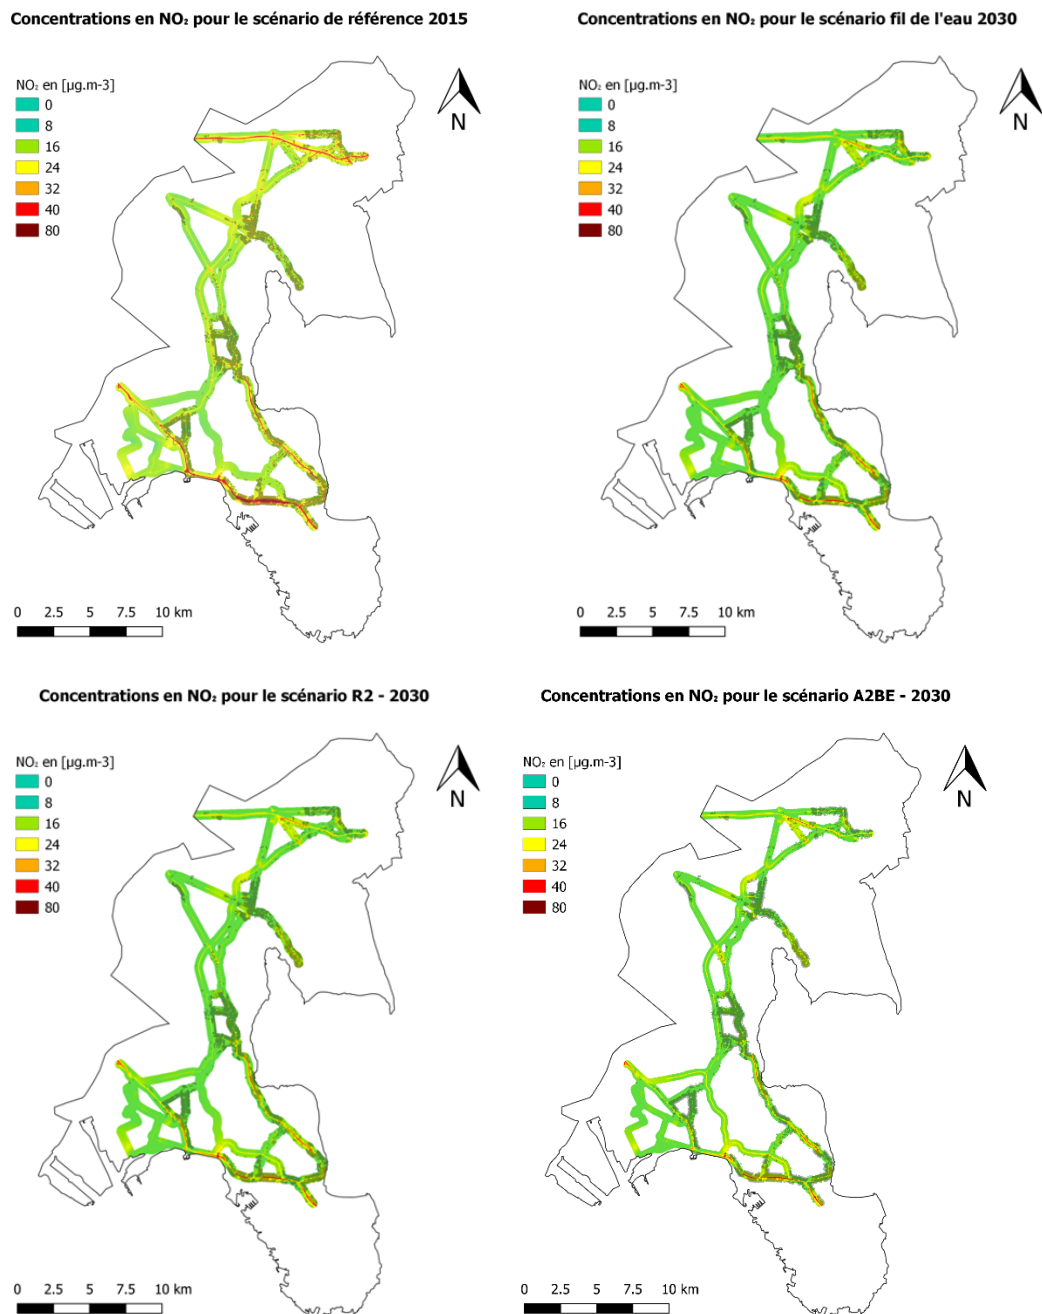 Concentrations en NO₂ pour le scénario de référence 2015
NO₂ en [µg.m-3]
0
8
16
24
32
40
80
N
0 2.5 5 7.5 10 km
Concentrations en NO₂ pour le scénario fil de l'eau 2030
NO₂ en [µg.m-3]
0
8
16
24
32
40
80
N
0 2.5 5 7.5 10 km
Concentrations en NO₂ pour le scénario R2 - 2030
NO₂ en [µg.m-3]
0
8
16
24
32
40
80
N
0 2.5 5 7.5 10 km
Concentrations en NO₂ pour le scénario A2BE - 2030
NO₂ en [µg.m-3]
0
8
16
24
32
40
80
N
0 2.5 5 7.5 10 km